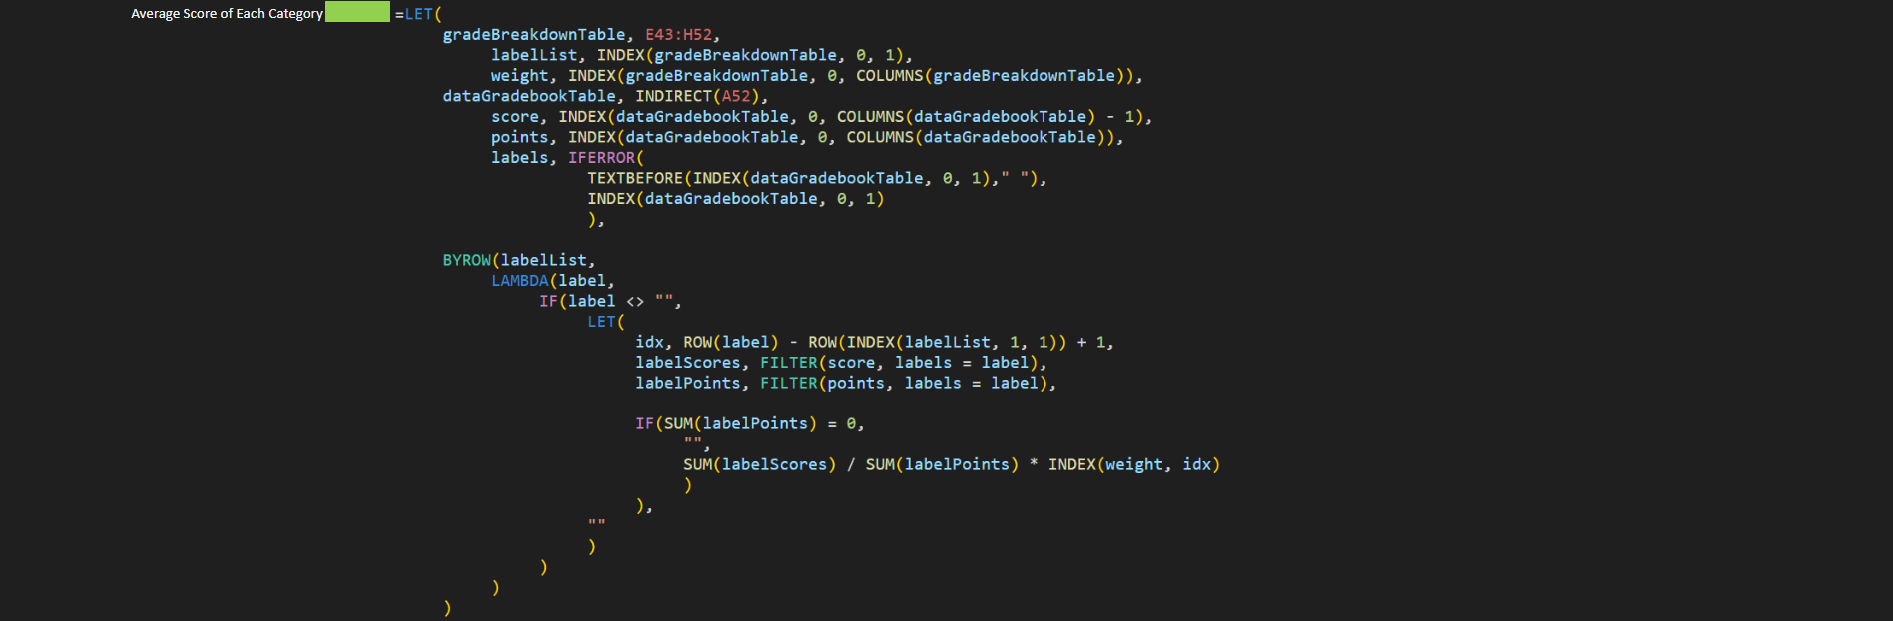 Average Score of Each Category =LET(
gradeBreakdownTable, E43:H52,
labelList, INDEX(gradeBreakdownTable, 0, 1),
weight, INDEX(gradeBreakdownTable, 0, COLUMNS(gradeBreakdownTable)),
dataGradebookTable, INDIRECT(A52),
score, INDEX(dataGradebookTable, 0, COLUMNS(dataGradebookTable) - 1),
points, INDEX(dataGradebookTable, 0, COLUMNS(dataGradebookTable)),
labels, IFERROR(
TEXTBEFORE(INDEX(dataGradebookTable, 0, 1)," "),
INDEX(dataGradebookTable, 0, 1)
),
BYROW(labelList,
LAMBDA(label,
IF(label <> "",
LET(
idx, ROW(label) - ROW(INDEX(labelList, 1, 1)) + 1,
labelScores, FILTER(score, labels = label),
labelPoints, FILTER(points, labels = label),
IF(SUM(labelPoints) = 0,
"",
SUM(labelScores) / SUM(labelPoints) * INDEX(weight, idx)
)
),
""
)
)
)
)